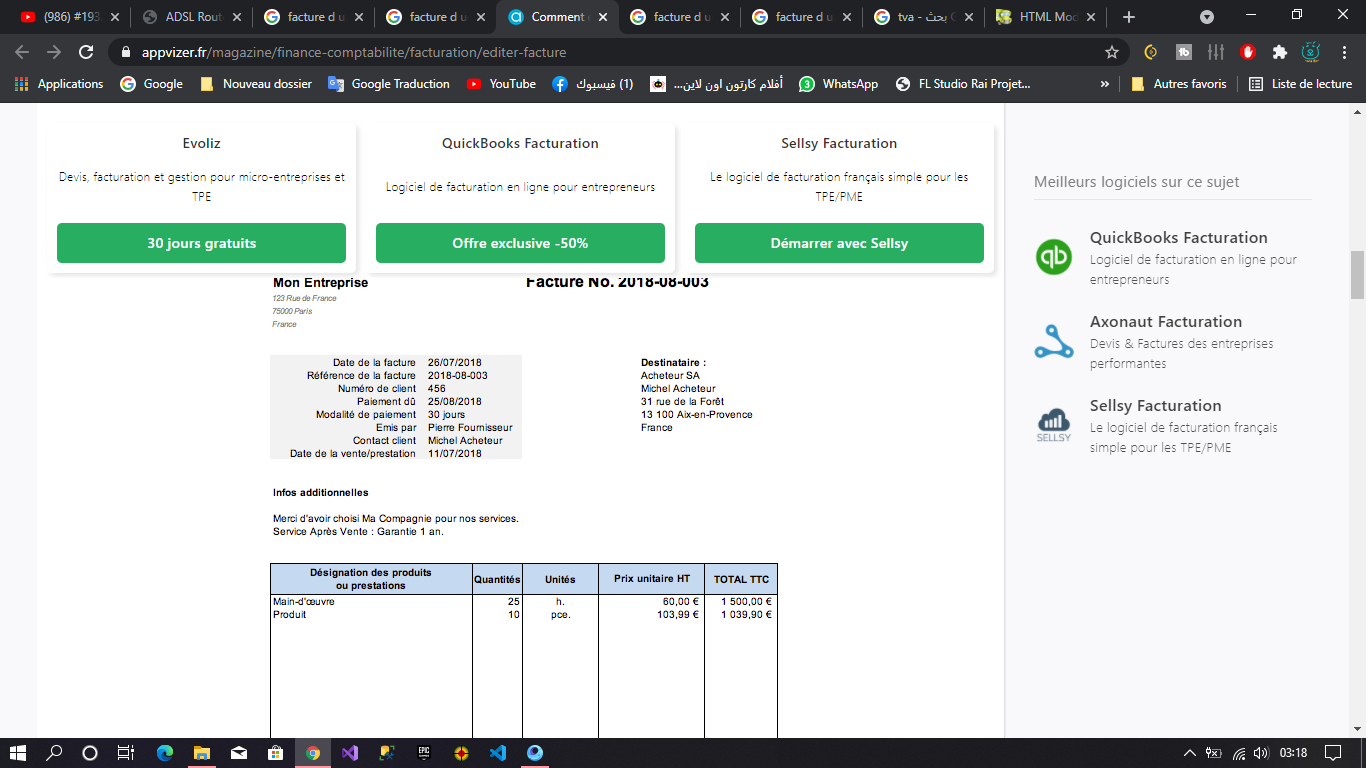 (986) #193
ADSL Rout
facture d u
facture d u
Comment
facture d u
facture d u
tva - بحث
HTML Mod
appvizer.fr/magazine/finance-comptabilite/facturation/editer-facture
Applications
Google
Nouveau dossier
Google Traduction
YouTube
(1) فيسبوك
أفلام كارتون اون لاين...
WhatsApp
FL Studio Rai Projet...
»
Autres favoris
Liste de lecture
Evoliz
Devis, facturation et gestion pour micro-entreprises et
TPE
30 jours gratuits
QuickBooks Facturation
Logiciel de facturation en ligne pour entrepreneurs
Offre exclusive -50%
Sellsy Facturation
Le logiciel de facturation français simple pour les
TPE/PME
Démarrer avec Sellsy
Mon Entreprise
123 Rue de France
75000 Paris
France
Facture No. 2018-08-003
Date de la facture 26/07/2018
Référence de la facture 2018-08-003
Numéro de client 456
Paiement dû 25/08/2018
Modalité de paiement 30 jours
Emis par Pierre Fournisseur
Contact client Michel Acheteur
Date de la vente/prestation 11/07/2018
Destinataire :
Acheteur SA
Michel Acheteur
31 rue de la Forêt
13 100 Aix-en-Provence
France
Infos additionnelles
Merci d'avoir choisi Ma Compagnie pour nos services.
Service Après Vente : Garantie 1 an.
Désignation des produits
ou prestations
Quantités
Unités
Prix unitaire HT
TOTAL TTC
Main-d'œuvre 25 h. 60,00 € 1 500,00 €
Produit 10 pce. 103,99 € 1 039,90 €
Meilleurs logiciels sur ce sujet
qb
QuickBooks Facturation
Logiciel de facturation en ligne pour
entrepreneurs
Axonaut Facturation
Devis & Factures des entreprises
performantes
SELLSY
Sellsy Facturation
Le logiciel de facturation français
simple pour les TPE/PME
EPIC
03:18